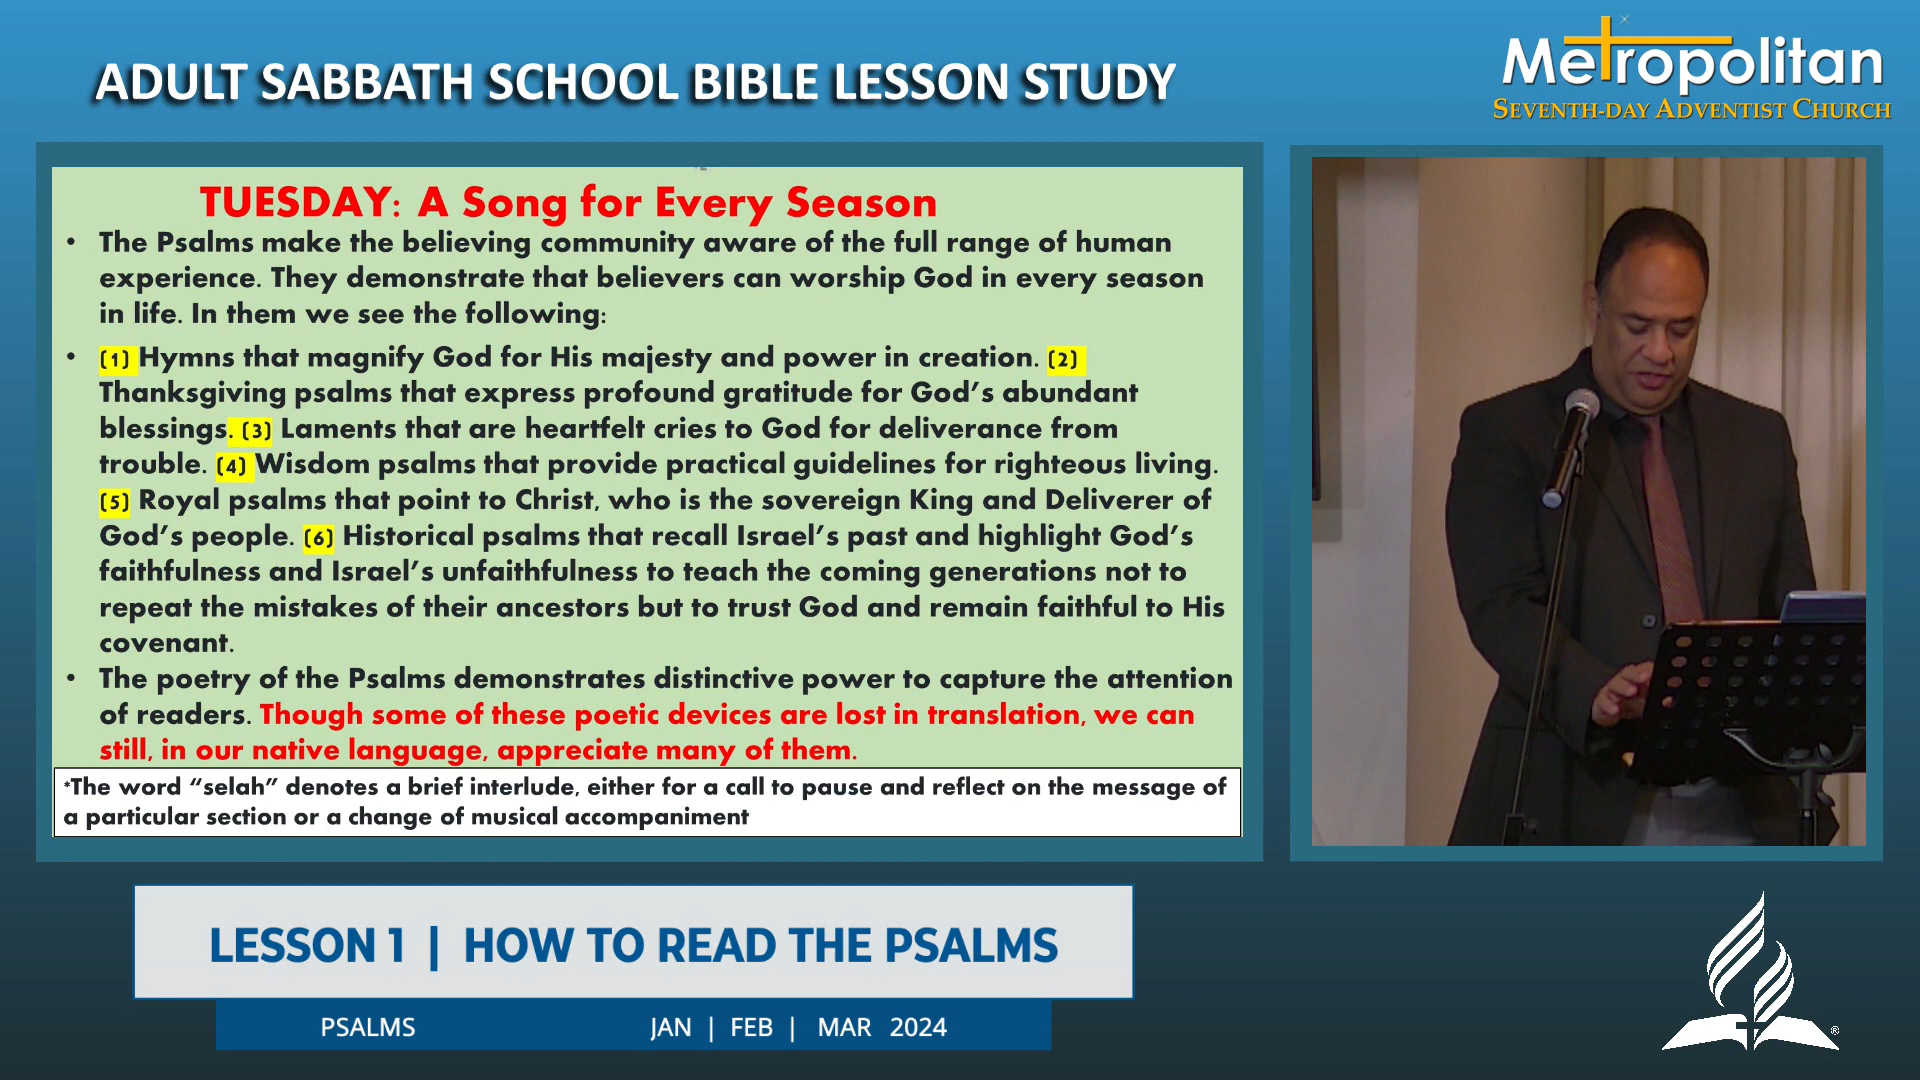 ADULT SABBATH SCHOOL BIBLE LESSON STUDY
Metropolitan
SEVENTH-DAY ADVENTIST CHURCH
TUESDAY: A Song for Every Season
• The Psalms make the believing community aware of the full range of human
experience. They demonstrate that believers can worship God in every season
in life. In them we see the following:
• (1) Hymns that magnify God for His majesty and power in creation. (2)
Thanksgiving psalms that express profound gratitude for God’s abundant
blessings. (3) Laments that are heartfelt cries to God for deliverance from
trouble. (4) Wisdom psalms that provide practical guidelines for righteous living.
(5) Royal psalms that point to Christ, who is the sovereign King and Deliverer of
God’s people. (6) Historical psalms that recall Israel’s past and highlight God’s
faithfulness and Israel’s unfaithfulness to teach the coming generations not to
repeat the mistakes of their ancestors but to trust God and remain faithful to His
covenant.
• The poetry of the Psalms demonstrates distinctive power to capture the attention
of readers. Though some of these poetic devices are lost in translation, we can
still, in our native language, appreciate many of them.
*The word “selah” denotes a brief interlude, either for a call to pause and reflect on the message of
a particular section or a change of musical accompaniment
LESSON 1 | HOW TO READ THE PSALMS
PSALMS JAN | FEB | MAR 2024
®